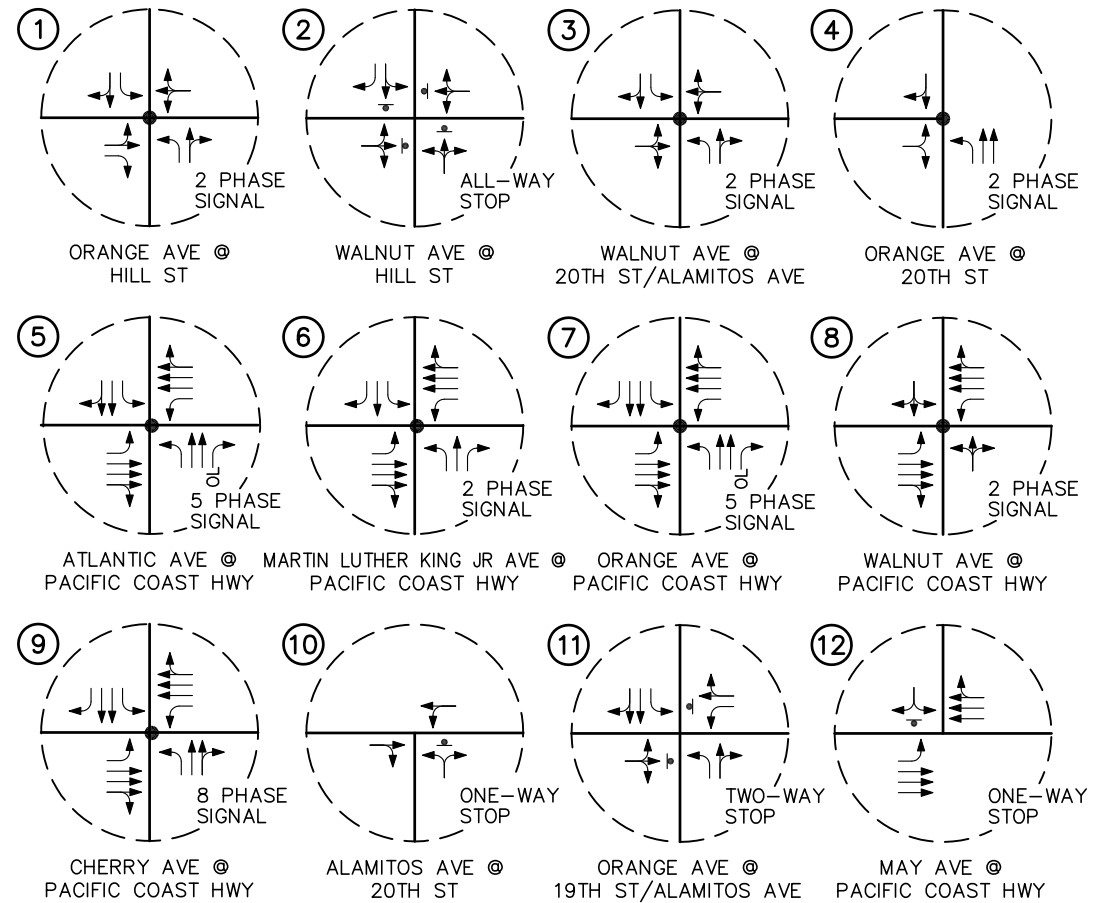 1
2 PHASE
SIGNAL
ORANGE AVE @
HILL ST
2
ALL-WAY
STOP
WALNUT AVE @
HILL ST
3
2 PHASE
SIGNAL
WALNUT AVE @
20TH ST/ALAMITOS AVE
4
2 PHASE
SIGNAL
ORANGE AVE @
20TH ST
5
OL
5 PHASE
SIGNAL
ATLANTIC AVE @
PACIFIC COAST HWY
6
2 PHASE
SIGNAL
MARTIN LUTHER KING JR AVE @
PACIFIC COAST HWY
7
OL
5 PHASE
SIGNAL
ORANGE AVE @
PACIFIC COAST HWY
8
2 PHASE
SIGNAL
WALNUT AVE @
PACIFIC COAST HWY
9
8 PHASE
SIGNAL
CHERRY AVE @
PACIFIC COAST HWY
10
ONE-WAY
STOP
ALAMITOS AVE @
20TH ST
11
TWO-WAY
STOP
ORANGE AVE @
19TH ST/ALAMITOS AVE
12
ONE-WAY
STOP
MAY AVE @
PACIFIC COAST HWY